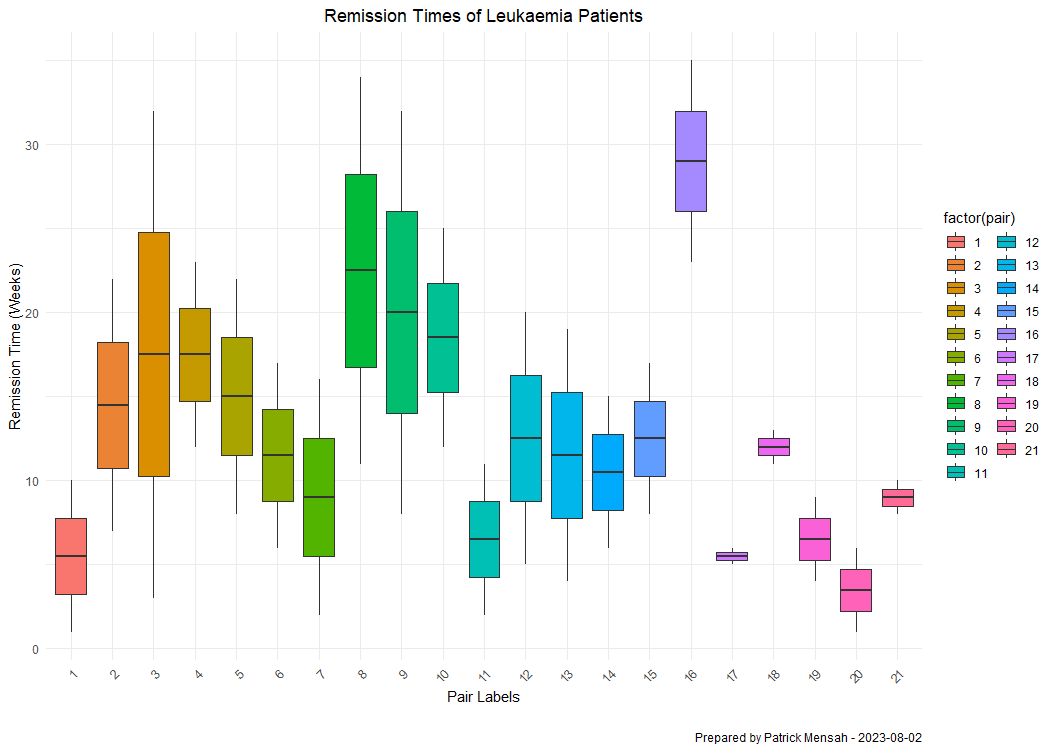 Remission Times of Leukaemia Patients
Remission Time (Weeks)
30
20
10
0
1 2 3 4 5 6 7 8 9 10 11 12 13 14 15 16 17 18 19 20 21
Pair Labels
factor(pair)
1 12
2 13
3 14
4 15
5 16
6 17
7 18
8 19
9 20
10 21
11
Prepared by Patrick Mensah - 2023-08-02